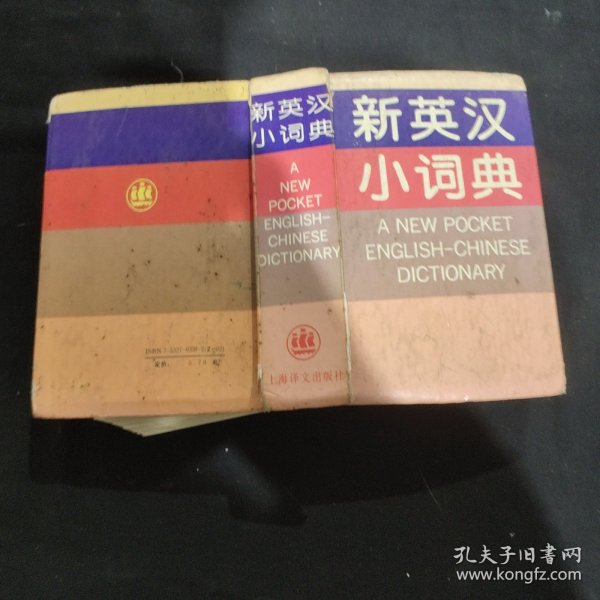 新英汉
小词典
A NEW POCKET
ENGLISH-CHINESE
DICTIONARY
新英汉
小词典
A
NEW
POCKET
ENGLISH-
CHINESE
DICTIONARY
上海译文出版社
定价:
孔夫子旧书网
www.kongfz.com